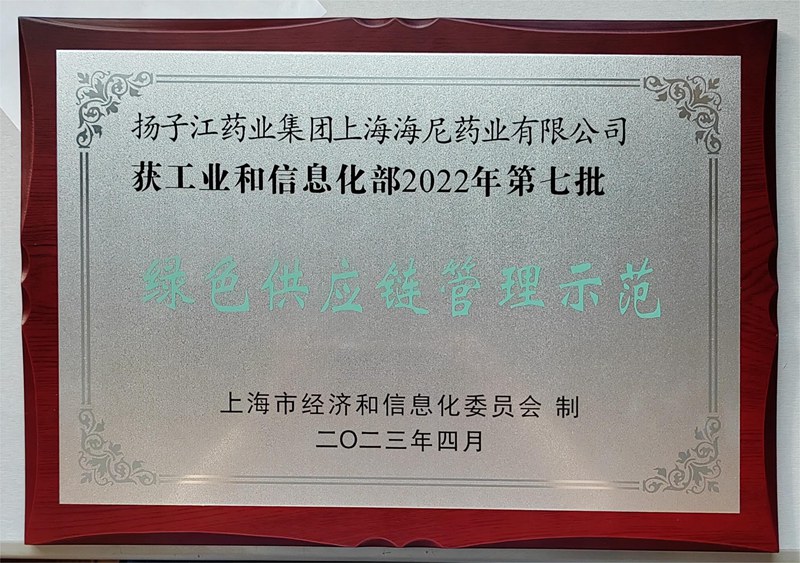 扬子江药业集团上海海尼药业有限公司
获工业和信息化部2022年第七批
绿色供应链管理示范
上海市经济和信息化委员会 制
二〇二三年四月